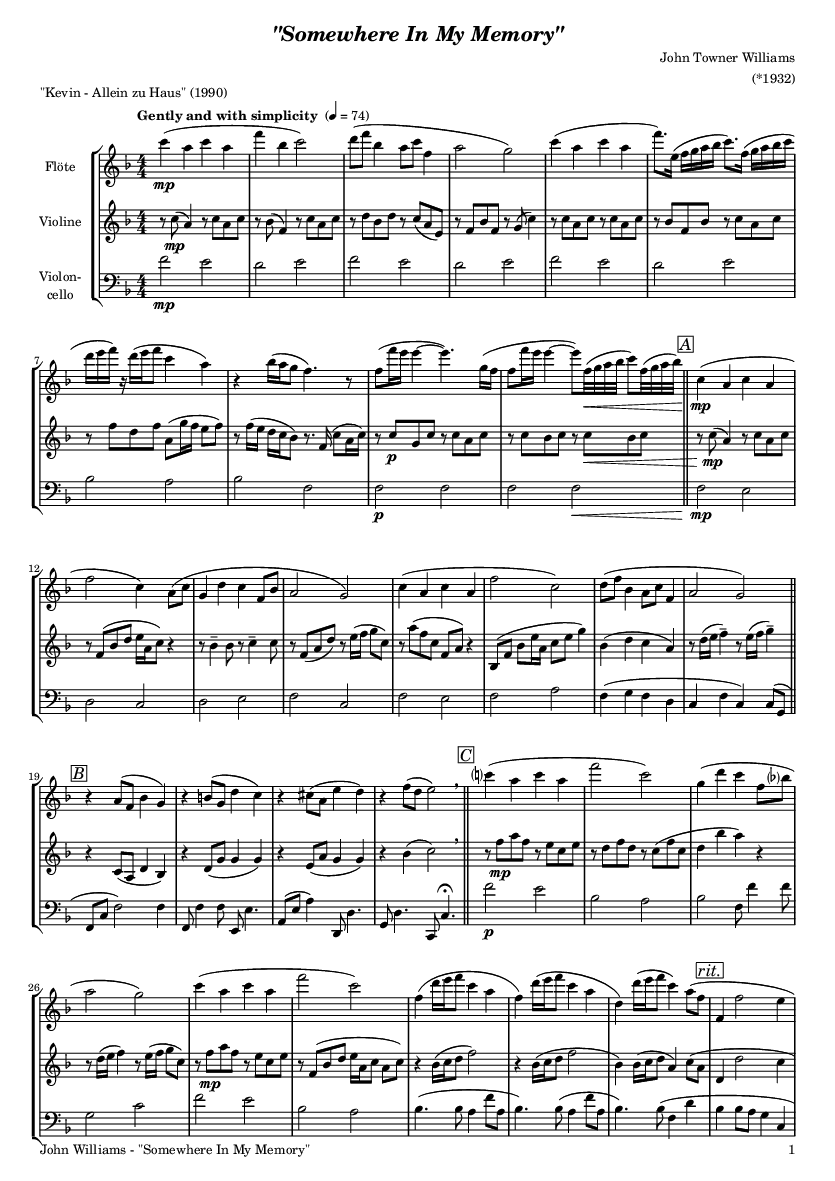 "Somewhere In My Memory"
John Towner Williams
(*1932)
"Kevin - Allein zu Haus" (1990)
Gently and with simplicity (♩ = 74)
Flöte
mp
Violine
mp
Violon-
cello
mp
7
A
mp
p
mp
p
mp
12
19
B
C
mp
p
26
rit.
mp
John Williams - "Somewhere In My Memory"
1